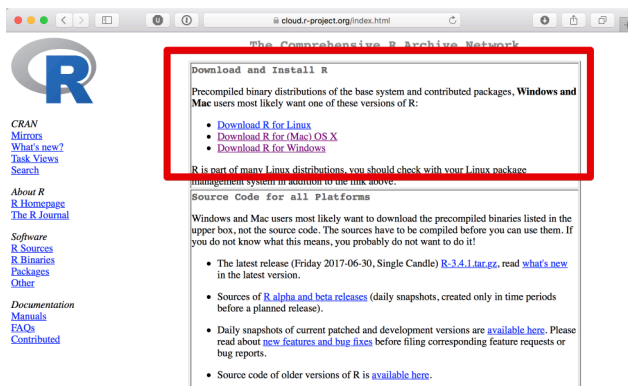 cloud.r-project.org/index.html
The Comprehensive R Archive Network
R
CRAN
Mirrors
What's new?
Task Views
Search
About R
R Homepage
The R Journal
Software
R Sources
R Binaries
Packages
Other
Documentation
Manuals
FAQs
Contributed
Download and Install R
Precompiled binary distributions of the base system and contributed packages, Windows and
Mac users most likely want one of these versions of R:
• Download R for Linux
• Download R for (Mac) OS X
• Download R for Windows
R is part of many Linux distributions, you should check with your Linux package
management system in addition to the link above.
Source Code for all Platforms
Windows and Mac users most likely want to download the precompiled binaries listed in the
upper box, not the source code. The sources have to be compiled before you can use them. If
you do not know what this means, you probably do not want to do it!
• The latest release (Friday 2017-06-30, Single Candle) R-3.4.1.tar.gz, read what's new
in the latest version.
• Sources of R alpha and beta releases (daily snapshots, created only in time periods
before a planned release).
• Daily snapshots of current patched and development versions are available here. Please
read about new features and bug fixes before filing corresponding feature requests or
bug reports.
• Source code of older versions of R is available here.